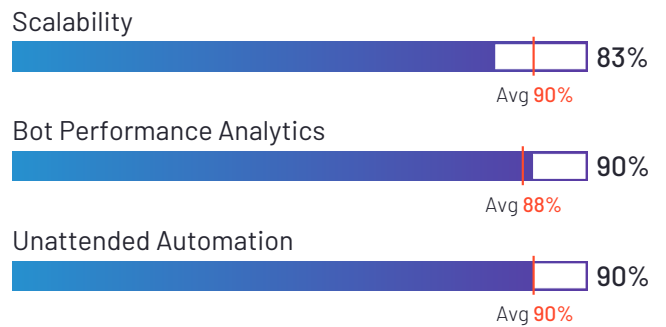 Scalability
83%
Avg 90%
Bot Performance Analytics
90%
Avg 88%
Unattended Automation
90%
Avg 90%